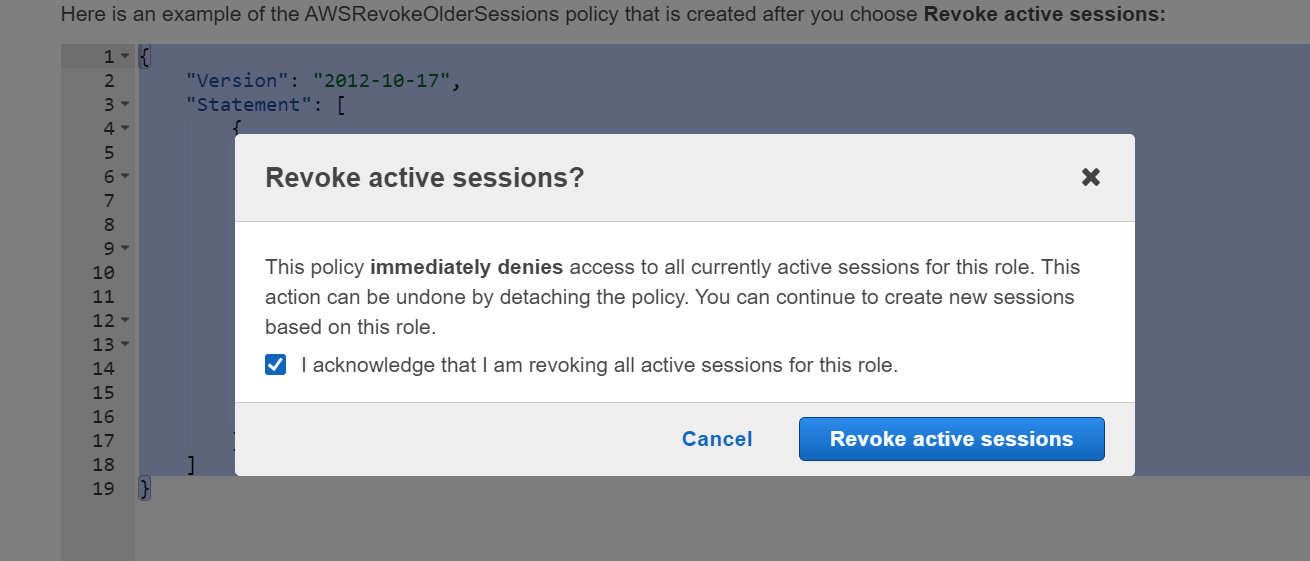 Here is an example of the AWSRevokeOlderSessions policy that is created after you choose Revoke active sessions:
1 {
2 "Version": "2012-10-17",
3 "Statement": [
4 {
5
6
7
8
9
10
11
12
13
14
15
16
17
18 ]
19 }
Revoke active sessions?
This policy immediately denies access to all currently active sessions for this role. This
action can be undone by detaching the policy. You can continue to create new sessions
based on this role.
I acknowledge that I am revoking all active sessions for this role.
Cancel Revoke active sessions